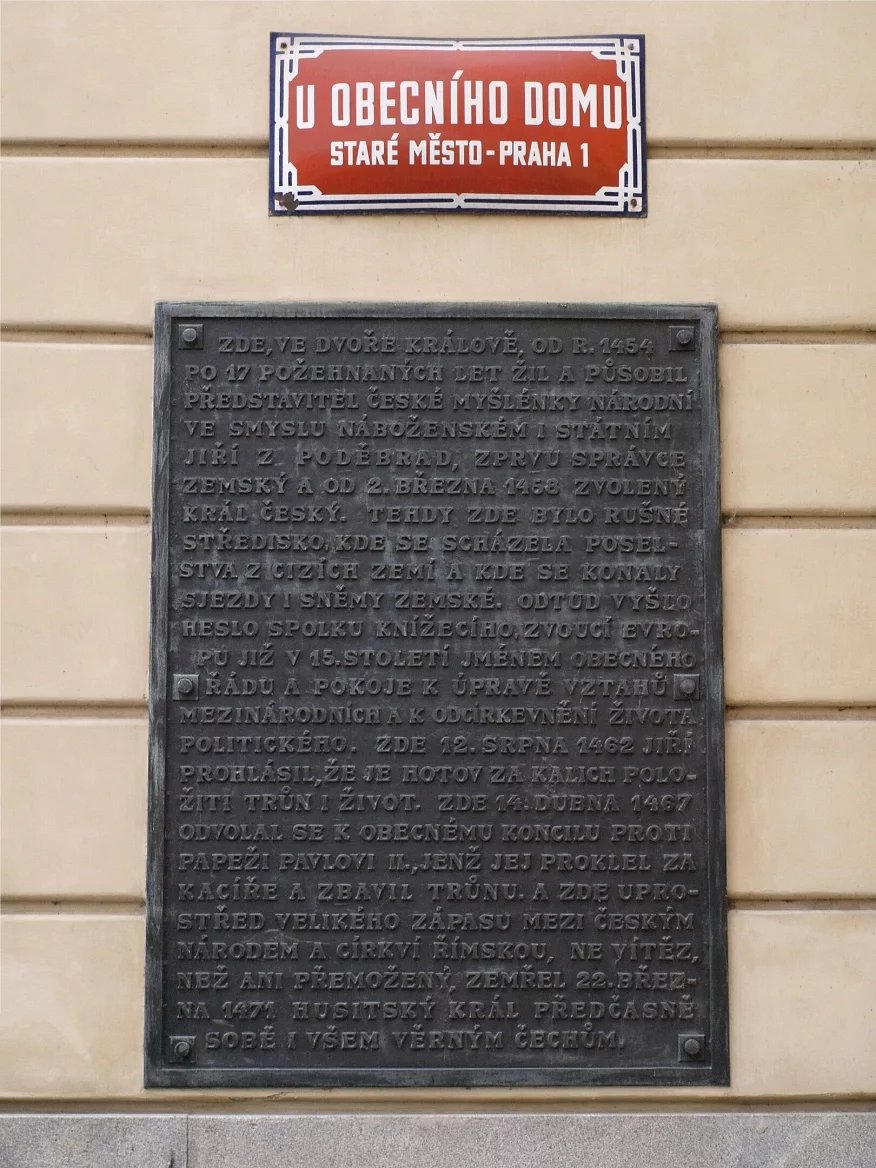 U OBECNÍHO DOMU
STARÉ MĚSTO-PRAHA 1
ZDE, VE DVOŘE KRÁLOVĚ, OD R. 1454
PO 17 POŽEHNANÝCH LET ŽIL A PŮSOBIL
PŘEDSTAVITEL ČESKÉ MYŠLÉNKY NÁRODNÍ
VE SMYSLU NÁBOŽENSKÉM I STÁTNÍM
JIŘÍ Z PODĚBRAD, ZPRVU SPRÁVCE
ZEMSKÝ A OD 2. BŘEZNA 1458 ZVOLENÝ
KRÁL ČESKÝ. TEHDY ZDE BYLO RUŠNÉ
STŘEDISKO, KDE SE SCHÁZELA POSEL-
STVA Z CIZÍCH ZEMÍ A KDE SE KONALY
SJEZDY I SNĚMY ZEMSKÉ. ODTUD VYŠLO
HESLO SPOLKU KNÍŽECÍHO, ZVOUCÍ EVRO-
PU JIŽ V 15. STOLETÍ JMÉNEM OBECNÉHO
ŘÁDU A POKOJE K ÚPRAVĚ VZTAHŮ
MEZINÁRODNÍCH A K ODCÍRKEVNĚNÍ ŽIVOTA
POLITICKÉHO. ZDE 12. SRPNA 1462 JIŘÍ
PROHLÁSIL, ŽE JE HOTOV ZA KALICH POLO-
ŽITI TRŮN I ŽIVOT. ZDE 14. DUBNA 1467
ODVOLAL SE K OBECNÉMU KONCILU PROTI
PAPEŽI PAVLOVI II., JENŽ JEJ PROKLEL ZA
KACÍŘE A ZBAVIL TRŮNU. A ZDE UPRO-
STŘED VELIKÉHO ZÁPASU MEZI ČESKÝM
NÁRODEM A CÍRKVÍ ŘÍMSKOU, NE VÍTĚZ,
NEŽ ANI PŘEMOŽENÝ, ZEMŘEL 22. BŘEZ-
NA 1471 HUSITSKÝ KRÁL PŘEDČASNĚ
SOBĚ I VŠEM VĚRNÝM ČECHŮM.